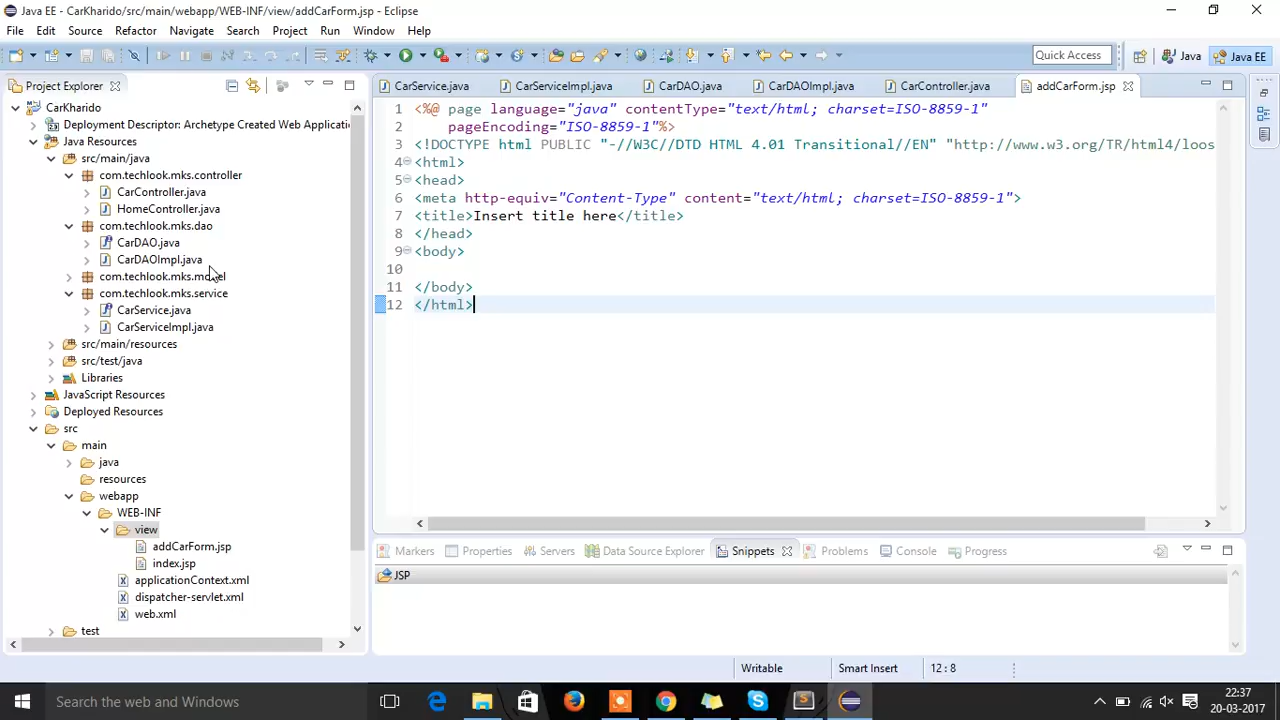 Java EE - CarKharido/src/main/webapp/WEB-INF/view/addCarForm.jsp - Eclipse
File Edit Source Refactor Navigate Search Project Run Window Help
Quick Access Java Java EE
Project Explorer
CarKharido
Deployment Descriptor: Archetype Created Web Applicati
Java Resources
src/main/java
com.techlook.mks.controller
CarController.java
HomeController.java
com.techlook.mks.dao
CarDAO.java
CarDAOImpl.java
com.techlook.mks.model
com.techlook.mks.service
CarService.java
CarServiceImpl.java
src/main/resources
src/test/java
Libraries
JavaScript Resources
Deployed Resources
src
main
java
resources
webapp
WEB-INF
view
addCarForm.jsp
index.jsp
applicationContext.xml
dispatcher-servlet.xml
web.xml
test
CarService.java CarServiceImpl.java CarDAO.java CarDAOImpl.java CarController.java addCarForm.jsp
1 <%@ page language="java" contentType="text/html; charset=ISO-8859-1"
2 pageEncoding="ISO-8859-1"%>
3 <!DOCTYPE html PUBLIC "-//W3C//DTD HTML 4.01 Transitional//EN" "http://www.w3.org/TR/html4/loos
4 <html>
5 <head>
6 <meta http-equiv="Content-Type" content="text/html; charset=ISO-8859-1">
7 <title>Insert title here</title>
8 </head>
9 <body>
10
11 </body>
12 </html>
Markers Properties Servers Data Source Explorer Snippets Problems Console Progress
JSP
Writable Smart Insert 12 : 8
Search the web and Windows
22:37
20-03-2017